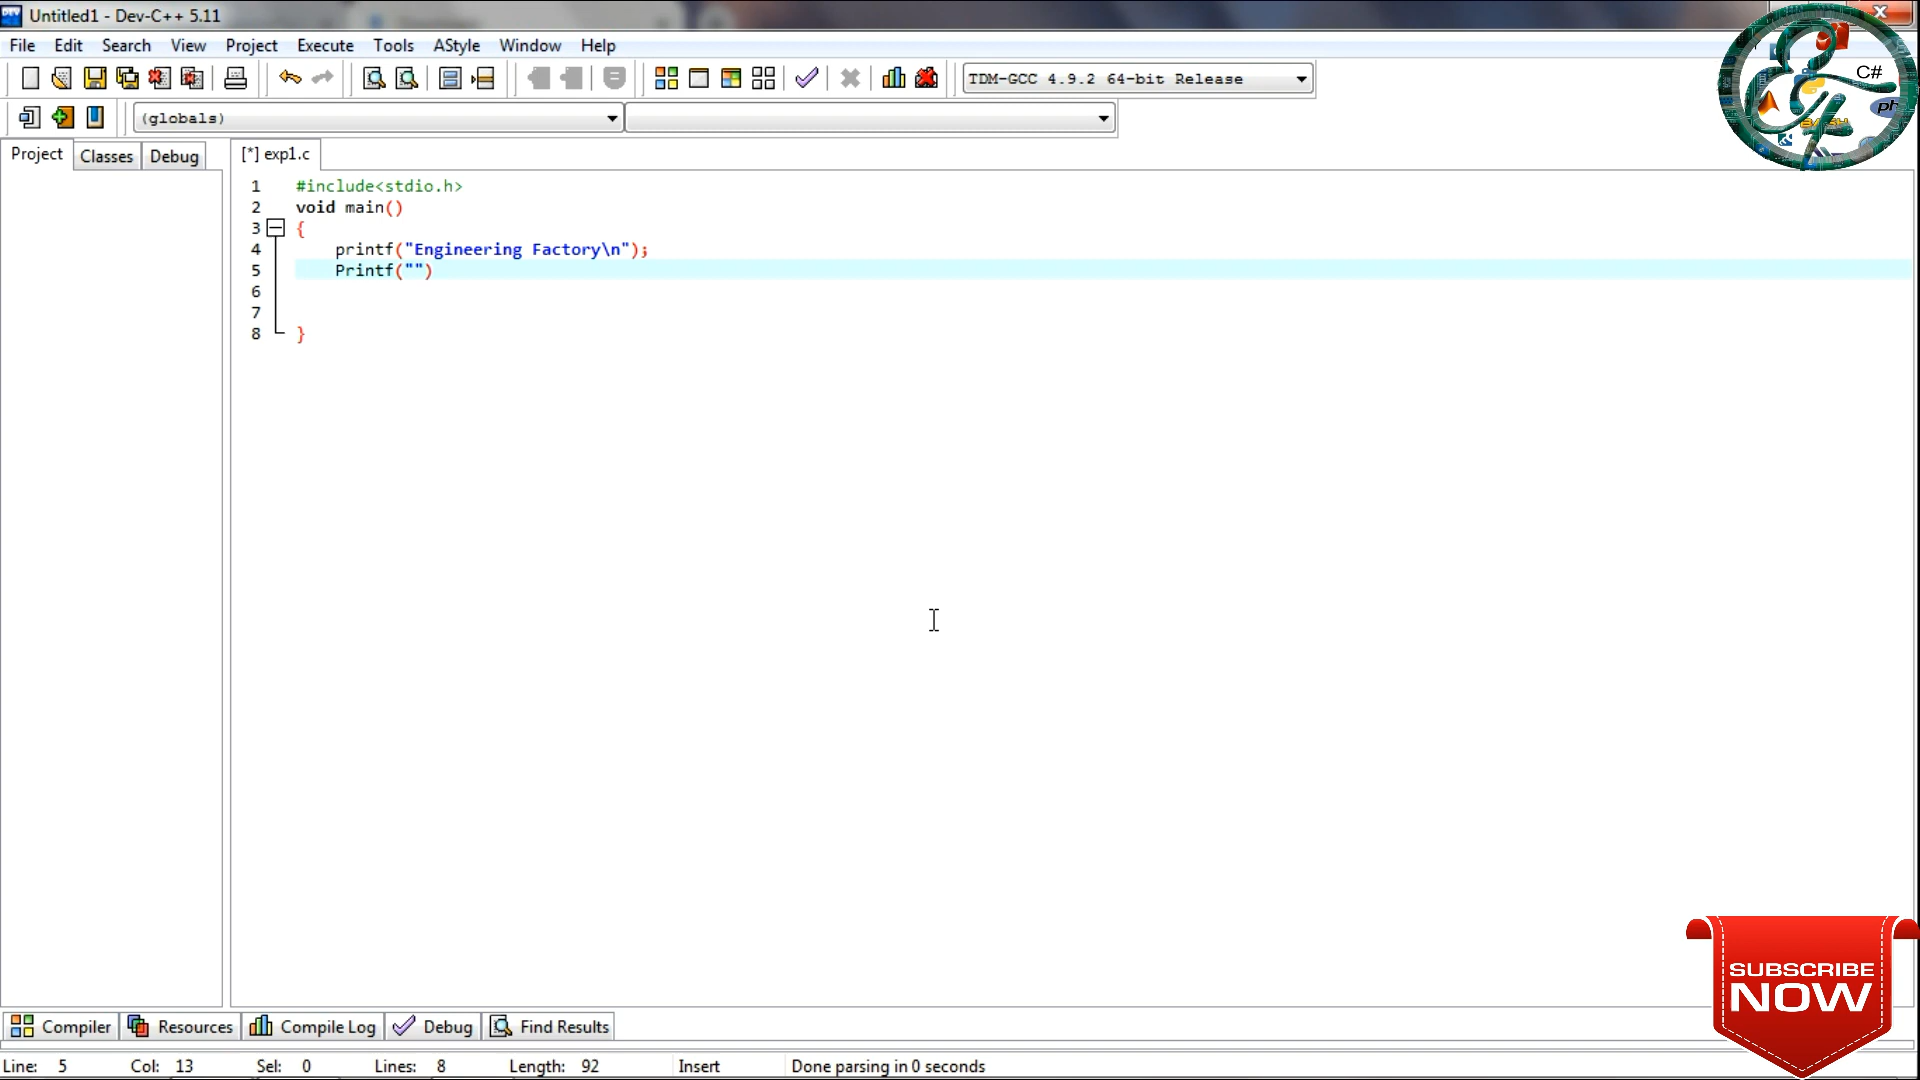 Untitled1 - Dev-C++ 5.11
File Edit Search View Project Execute Tools AStyle Window Help
TDM-GCC 4.9.2 64-bit Release
(globals)
Project Classes Debug [*] exp1.c
1 #include<stdio.h>
2 void main()
3 {
4 printf("Engineering Factory\n");
5 Printf("")
6
7
8 }
C#
SUBSCRIBE
NOW
Compiler Resources Compile Log Debug Find Results
Line: 5 Col: 13 Sel: 0 Lines: 8 Length: 92 Insert Done parsing in 0 seconds